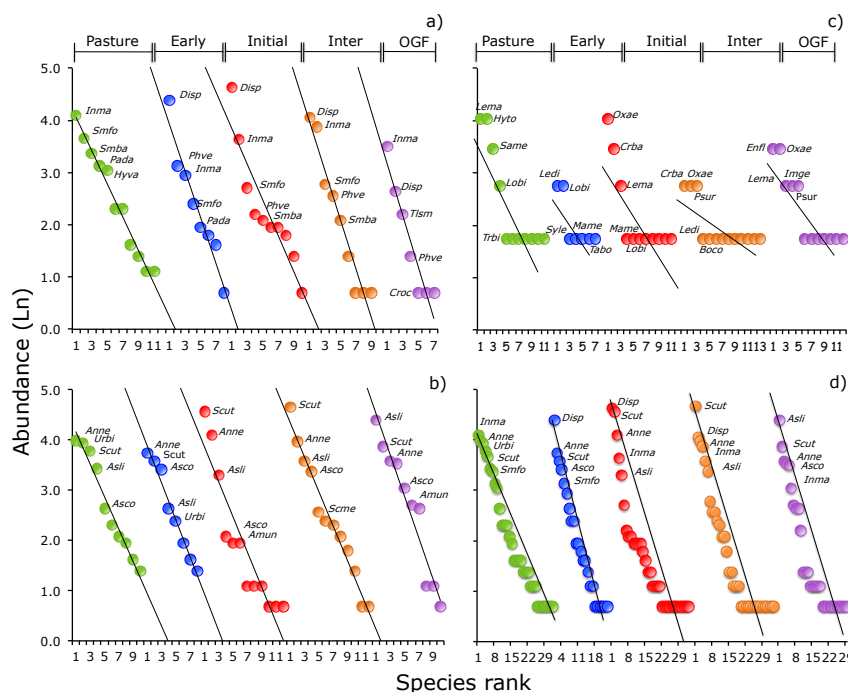 a)
Pasture Early Initial Inter OGF
5.0
4.0
3.0
2.0
1.0
0.0
Inma
Smfo
Smba
Pada
Hyva
Disp
Phve
Inma
Smfo
Pada
Disp
Inma
Smfo
Phve
Smba
Disp
Inma
Smfo
Phve
Smba
Inma
Disp
Tlsm
Phve
Croc
1 3 5 7 9 11 1 3 5 7 1 3 5 7 9 1 3 5 7 9 1 3 5 7
c)
Pasture Early Initial Inter OGF
Lema
Hyto
Same
Lobi
Trbi
Ledi
Lobi
Syle
Mame
Tabo
Oxae
Crba
Lema
Mame
Lobi
Crba Oxae
Psur
Ledi
Boco
Enfl Oxae
Lema Imge
Psur
1 3 5 7 9 11 1 3 5 7 1 3 5 7 9 11 1 3 5 7 9 11 13 1 3 5 7 9 11
Abundance (Ln)
b)
5.0
4.0
3.0
2.0
1.0
0.0
Anne
Urbi
Scut
Asli
Asco
Anne
Scut
Asco
Asli
Urbi
Scut
Anne
Asli
Asco
Amun
Scut
Anne
Asli
Asco
Scme
Asli
Scut
Anne
Asco
Amun
1 3 5 7 9 1 3 5 7 1 3 5 7 9 1 3 5 7 9 11 1 3 5 7 9
d)
Inma
Anne
Urbi
Scut
Smfo
Disp
Anne
Scut
Asco
Smfo
Disp
Scut
Anne
Inma
Asli
Scut
Disp
Anne
Inma
Asli
Asli
Scut
Anne
Asco
Inma
1 8 15 22 29 4 11 18 1 8 15 22 29 1 8 15 22 29 1 8 15 22 29
Species rank